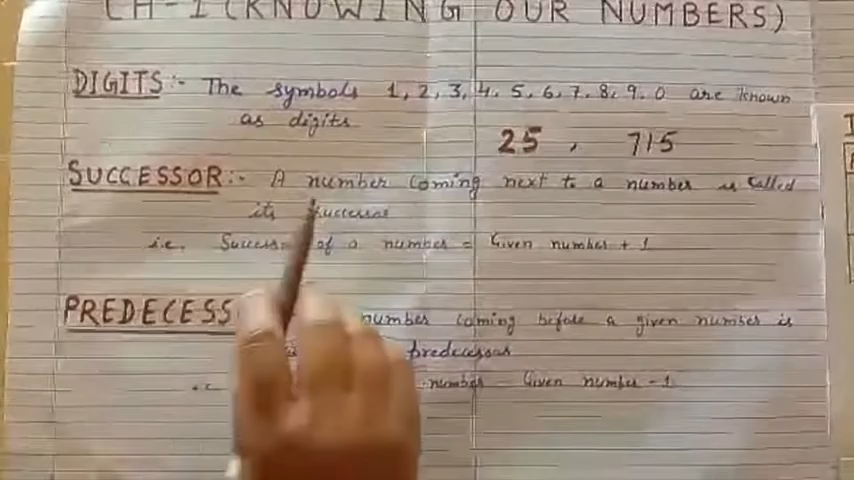 CH-1 (KNOWING OUR NUMBERS)
DIGITS :- The symbols 1, 2, 3, 4, 5, 6, 7, 8, 9, 0 are known
as digits
25 , 715
SUCCESSOR :- A number coming next to a number is called
its successor
i.e. Success of a number = Given number + 1
PREDECESS number coming before a given number is
predecessor
number = Given number - 1